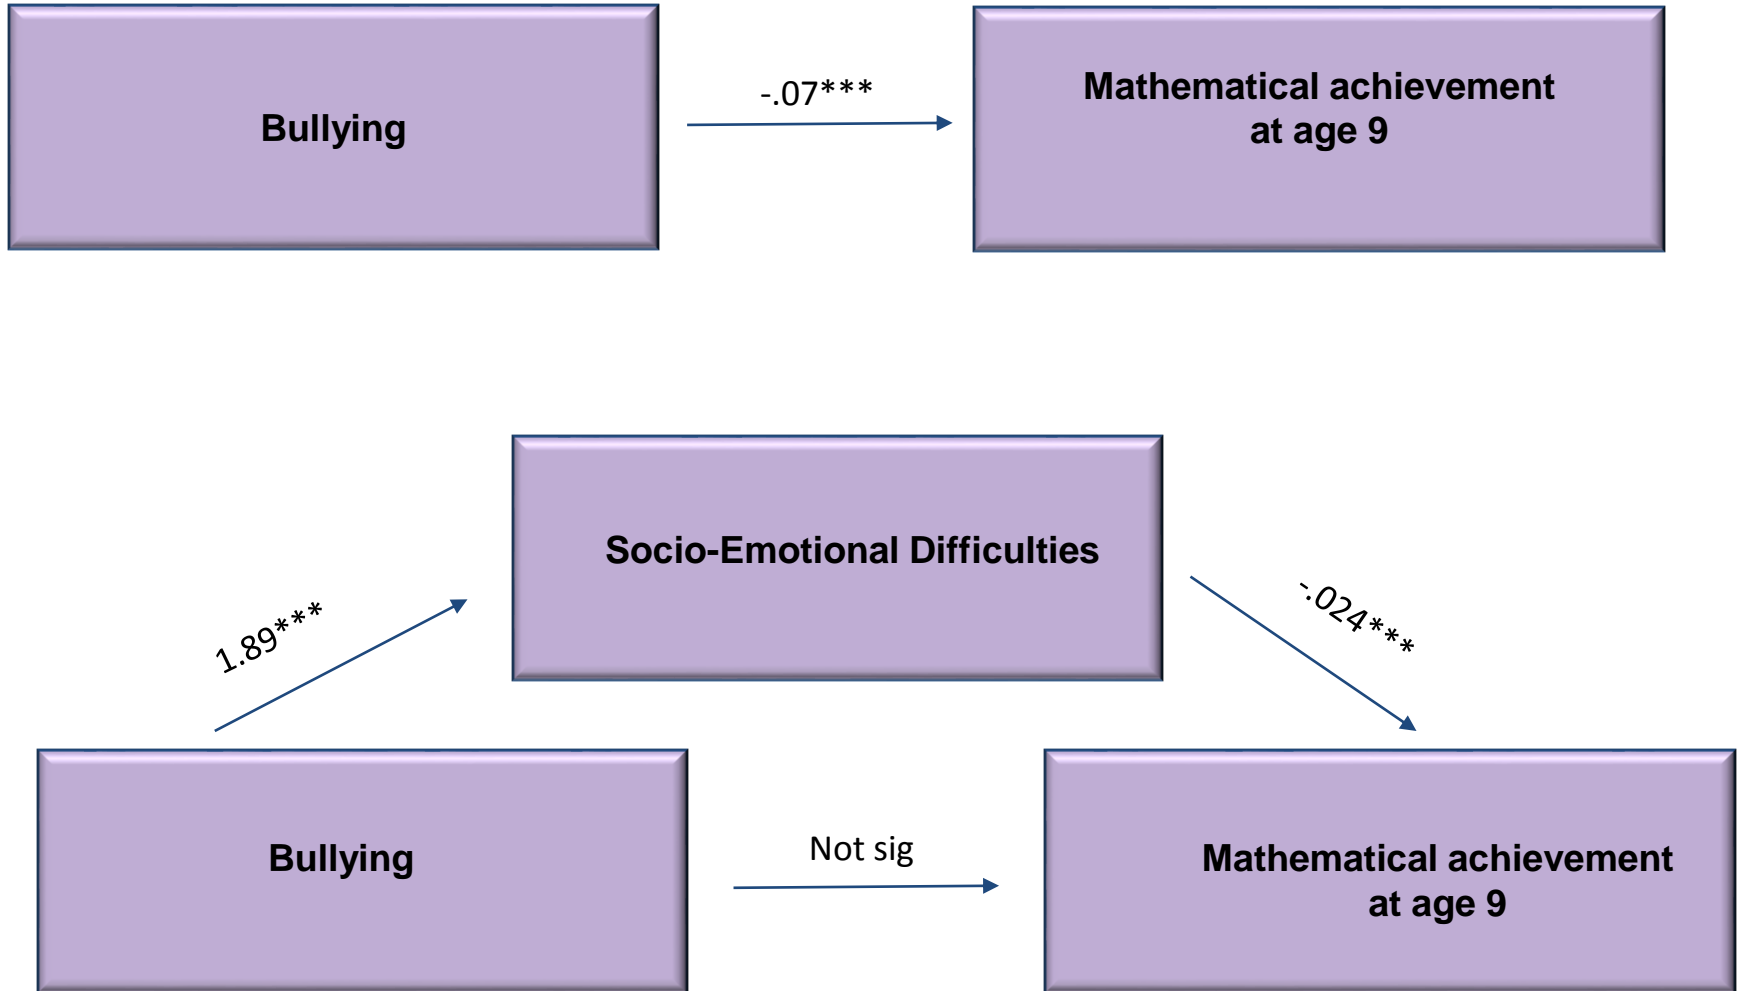 Bullying
-.07***
Mathematical achievement
at age 9
Socio-Emotional Difficulties
1.89***
-.024***
Bullying
Not sig
Mathematical achievement
at age 9